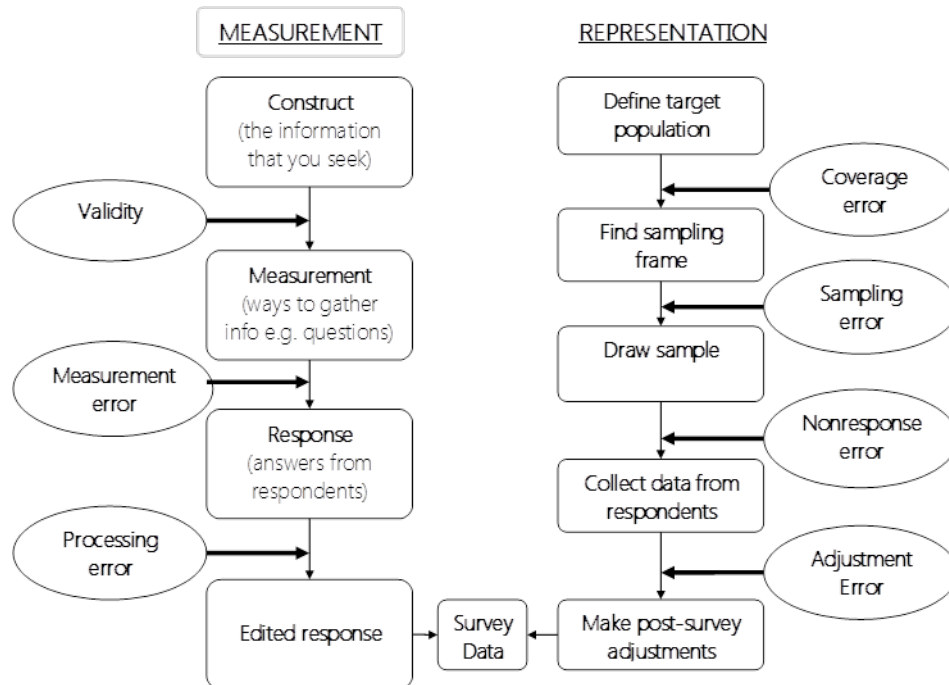 MEASUREMENT
Construct
(the information
that you seek)
Validity
Measurement
(ways to gather
info e.g. questions)
Measurement
error
Response
(answers from
respondents)
Processing
error
Edited response
Survey
Data
REPRESENTATION
Define target
population
Coverage
error
Find sampling
frame
Sampling
error
Draw sample
Nonresponse
error
Collect data from
respondents
Adjustment
Error
Make post-survey
adjustments